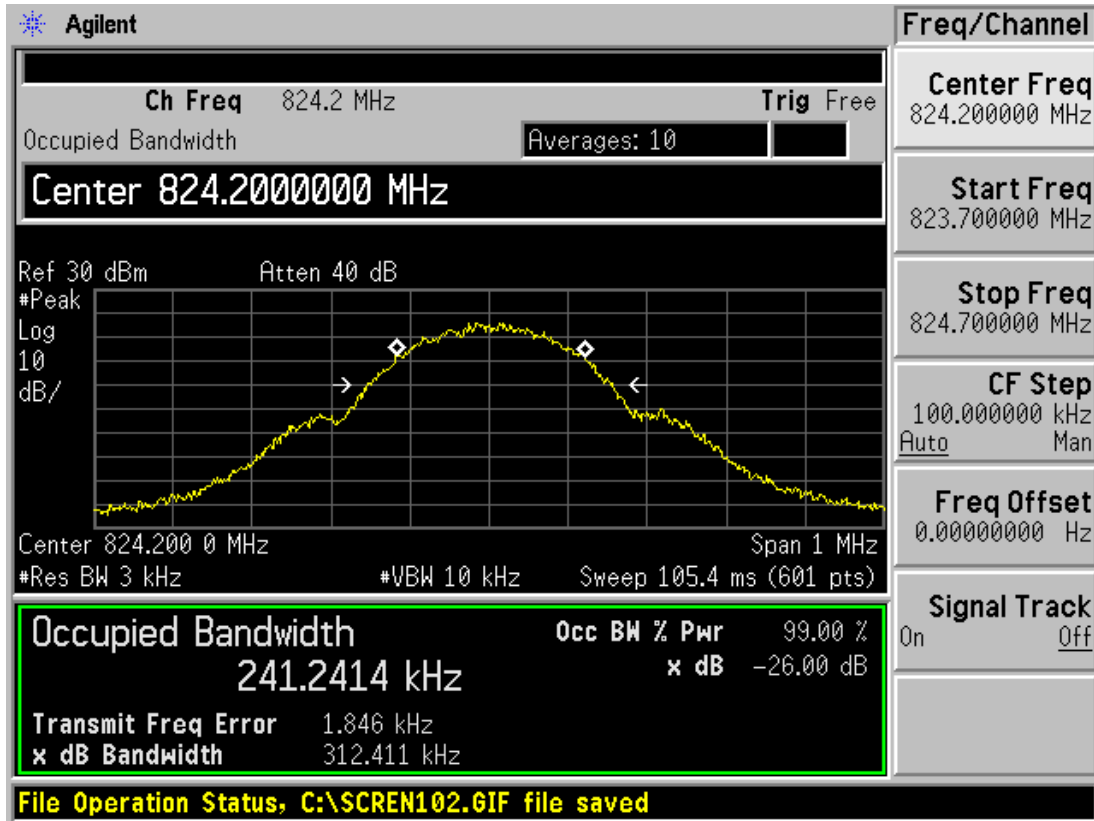 Agilent
Ch Freq 824.2 MHz Trig Free
Occupied Bandwidth Averages: 10
Center 824.2000000 MHz
Ref 30 dBm Atten 40 dB
#Peak
Log
10
dB/
Center 824.200 0 MHz Span 1 MHz
#Res BW 3 kHz #VBW 10 kHz Sweep 105.4 ms (601 pts)
Occupied Bandwidth Occ BW % Pwr 99.00 %
241.2414 kHz x dB -26.00 dB
Transmit Freq Error 1.846 kHz
x dB Bandwidth 312.411 kHz
File Operation Status, C:\SCREN102.GIF file saved
Freq/Channel
Center Freq
824.200000 MHz
Start Freq
823.700000 MHz
Stop Freq
824.700000 MHz
CF Step
100.000000 kHz
Auto Man
Freq Offset
0.00000000 Hz
Signal Track
On Off